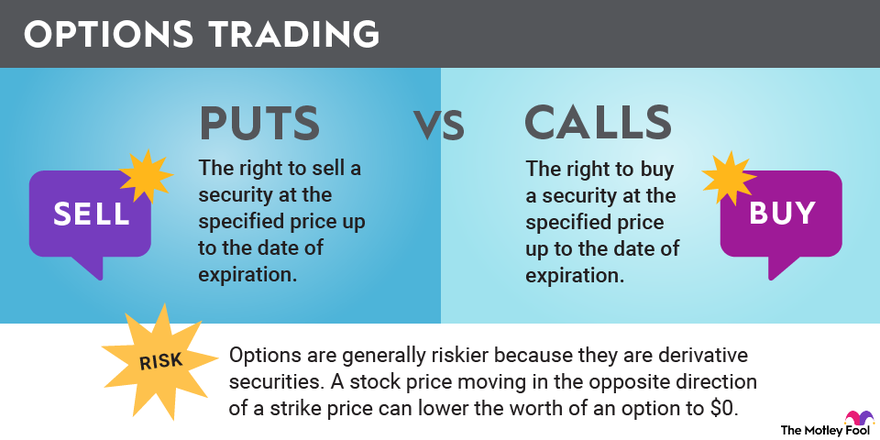 OPTIONS TRADING
PUTS
The right to sell a
security at the
specified price up
to the date of
expiration.
SELL
VS
CALLS
The right to buy
a security at the
specified price
up to the date of
expiration.
BUY
RISK
Options are generally riskier because they are derivative
securities. A stock price moving in the opposite direction
of a strike price can lower the worth of an option to $0.
The Motley Fool